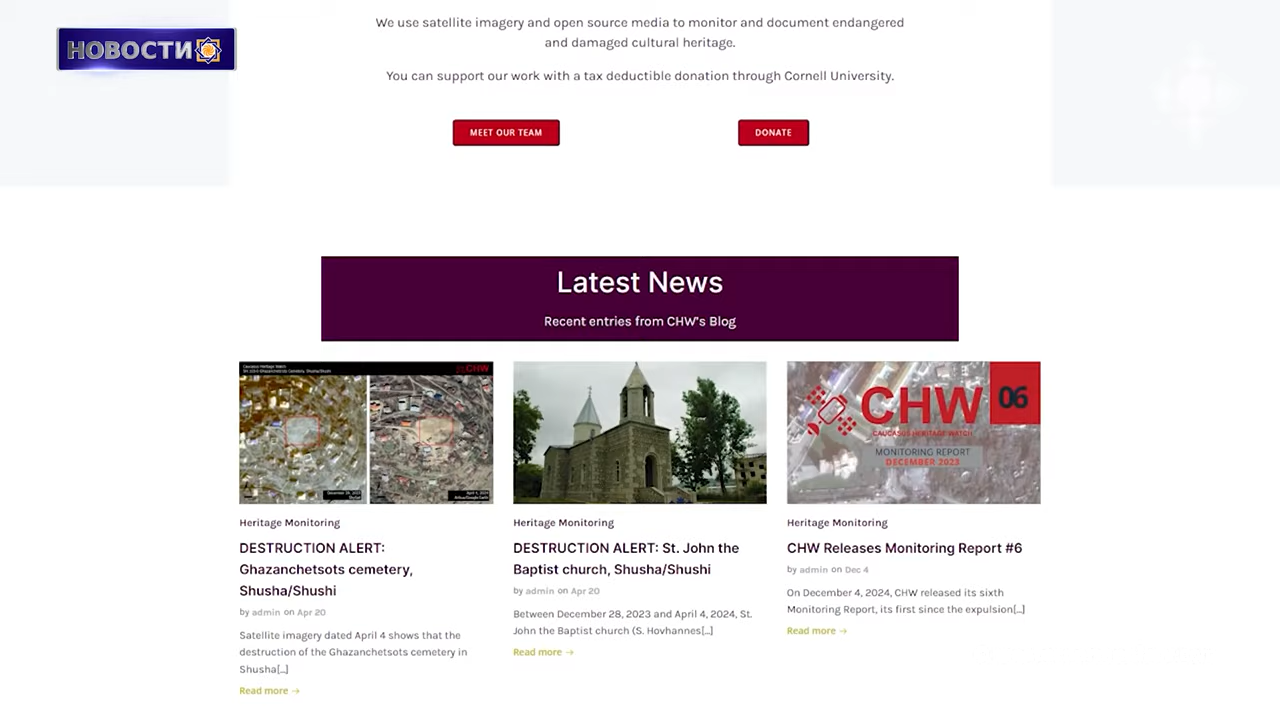 НОВОСТИ
We use satellite imagery and open source media to monitor and document endangered
and damaged cultural heritage.
You can support our work with a tax deductible donation through Cornell University.
MEET OUR TEAM
DONATE
Latest News
Recent entries from CHW's Blog
CHW
CHW
06
CAUCASUS HERITAGE WATCH
MONITORING REPORT
DECEMBER 2023
Heritage Monitoring
DESTRUCTION ALERT:
Ghazanchetsots cemetery,
Shusha/Shushi
by admin on Apr 20
Satellite imagery dated April 4 shows that the
destruction of the Ghazanchetsots cemetery in
Shusha[...]
Read more →
Heritage Monitoring
DESTRUCTION ALERT: St. John the
Baptist church, Shusha/Shushi
by admin on Apr 20
Between December 28, 2023 and April 4, 2024, St.
John the Baptist church (S. Hovhannes[...]
Read more →
Heritage Monitoring
CHW Releases Monitoring Report #6
by admin on Dec 4
On December 4, 2024, CHW released its sixth
Monitoring Report, its first since the expulsion[...]
Read more →